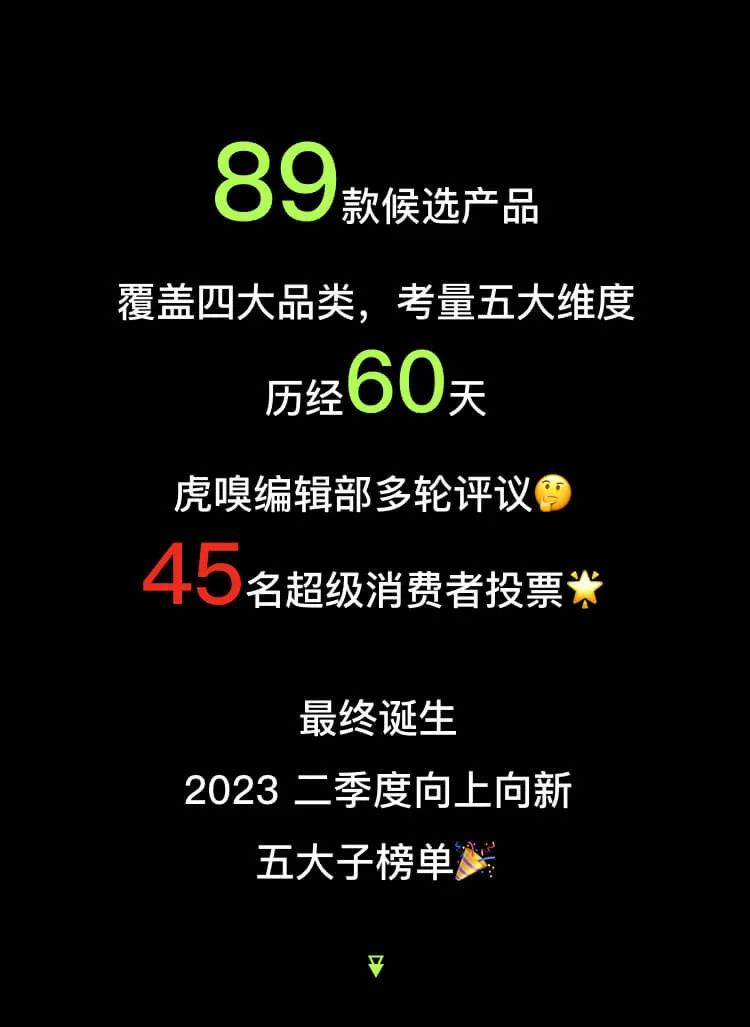 89款候选产品
覆盖四大品类，考量五大维度
历经60天
虎嗅编辑部多轮评议🤔
45名超级消费者投票🌟
最终诞生
2023 二季度向上向新
五大子榜单🎉